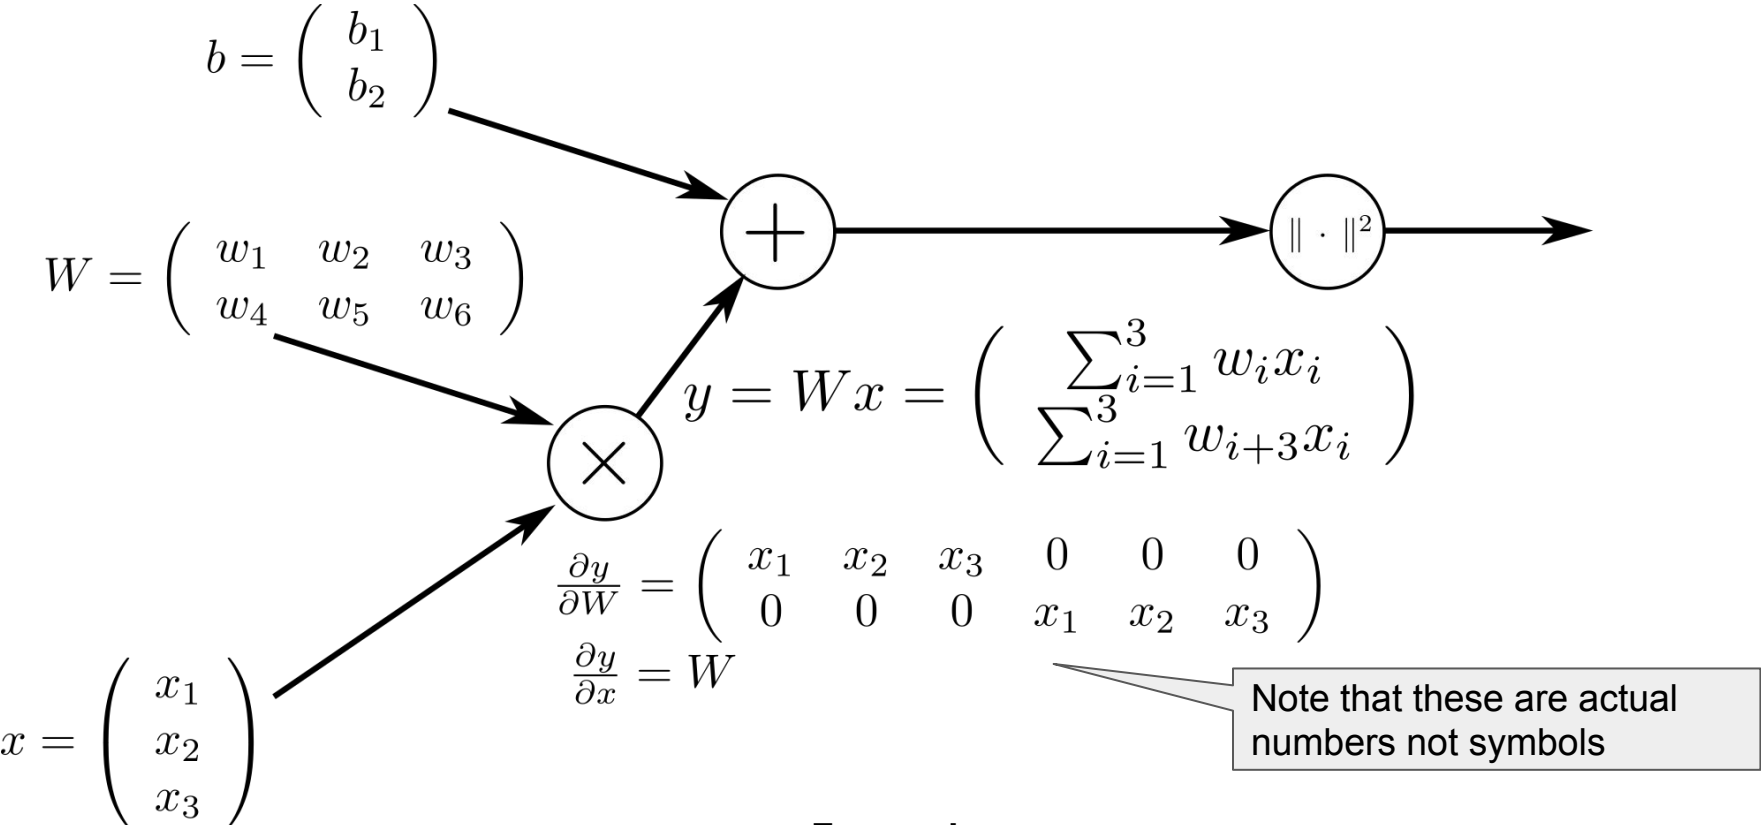 b = ( b₁
b₂ )
W = ( w₁ w₂ w₃
w₄ w₅ w₆ )
+
‖ · ‖²
×
y = Wx = ( ∑³ᵢ₌₁ wᵢxᵢ
∑³ᵢ₌₁ wᵢ₊₃xᵢ )
∂y/∂W = ( x₁ x₂ x₃ 0 0 0
0 0 0 x₁ x₂ x₃ )
∂y/∂x = W
x = ( x₁
x₂
x₃ )
Note that these are actual
numbers not symbols